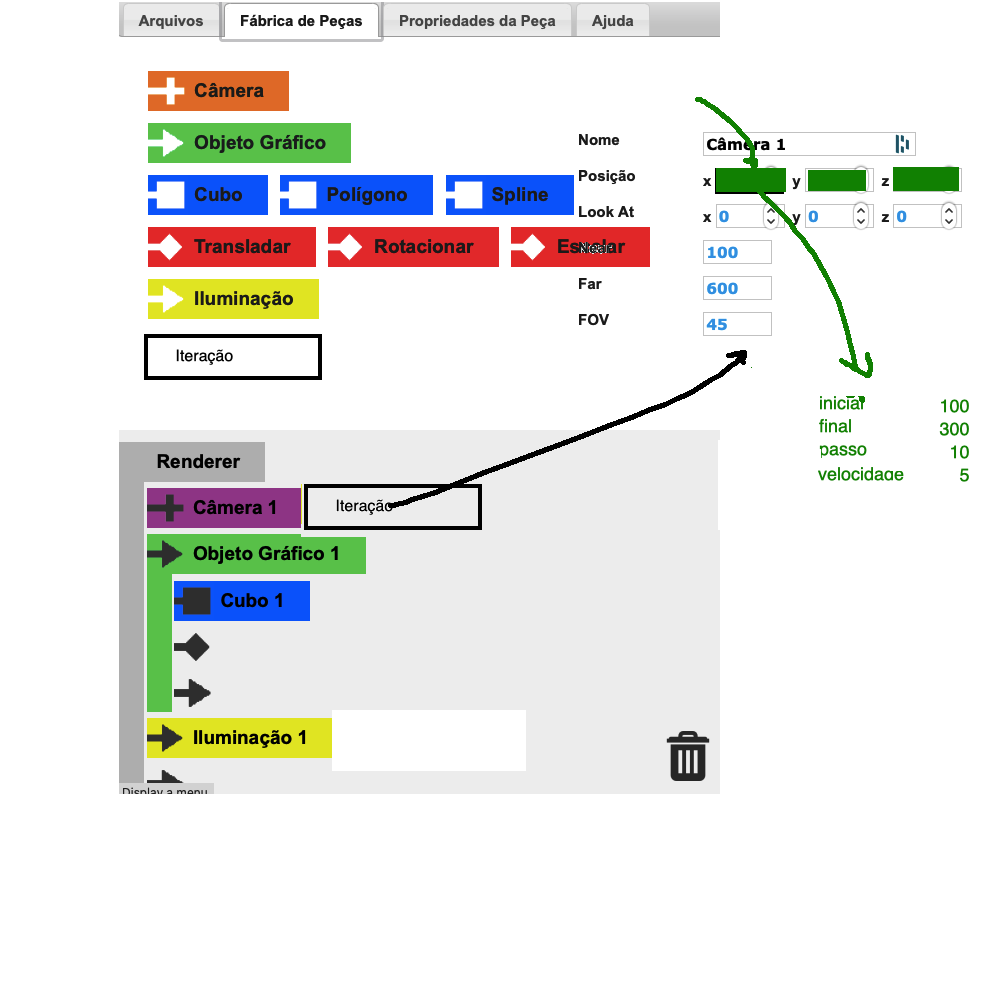 Arquivos Fábrica de Peças Propriedades da Peça Ajuda
Câmera
Objeto Gráfico
Cubo Polígono Spline
Transladar Rotacionar Escalar
Iluminação
Iteração
Nome Câmera 1
Posição x y z
Look At x 0 y 0 z 0
100
Far 600
FOV 45
inicial 100
final 300
passo 10
velocidade 5
Renderer
Câmera 1 Iteração
Objeto Gráfico 1
Cubo 1
Iluminação 1
Display a menu